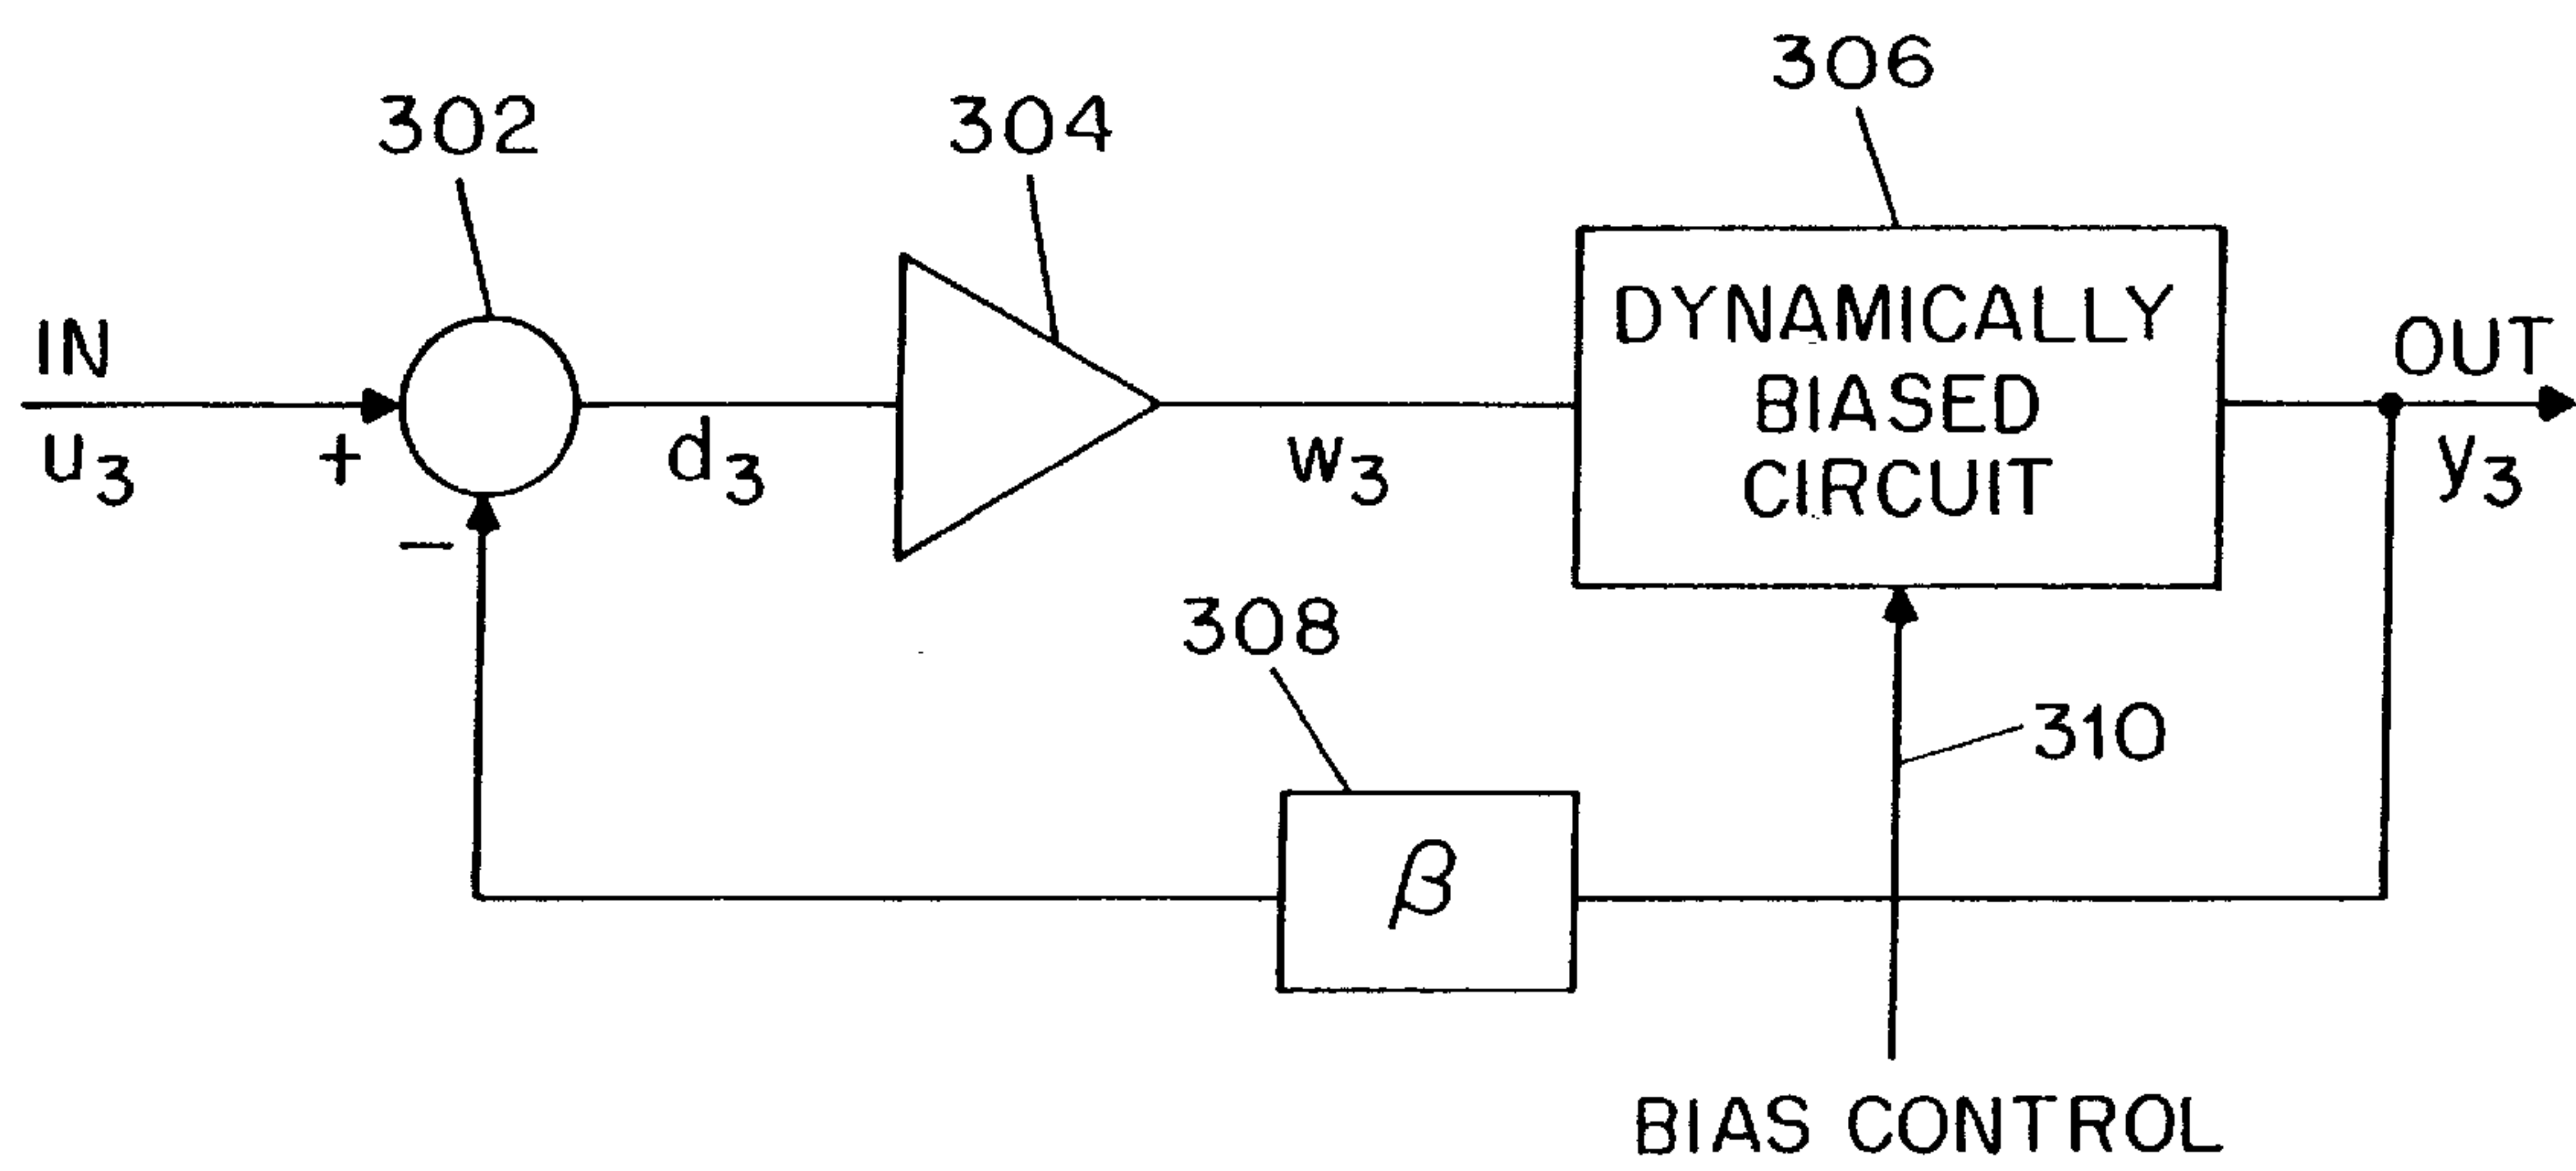 306
302
304
IN
u3
+
−
d3
w3
DYNAMICALLY
BIASED
CIRCUIT
OUT
y3
308
310
β
BIAS CONTROL